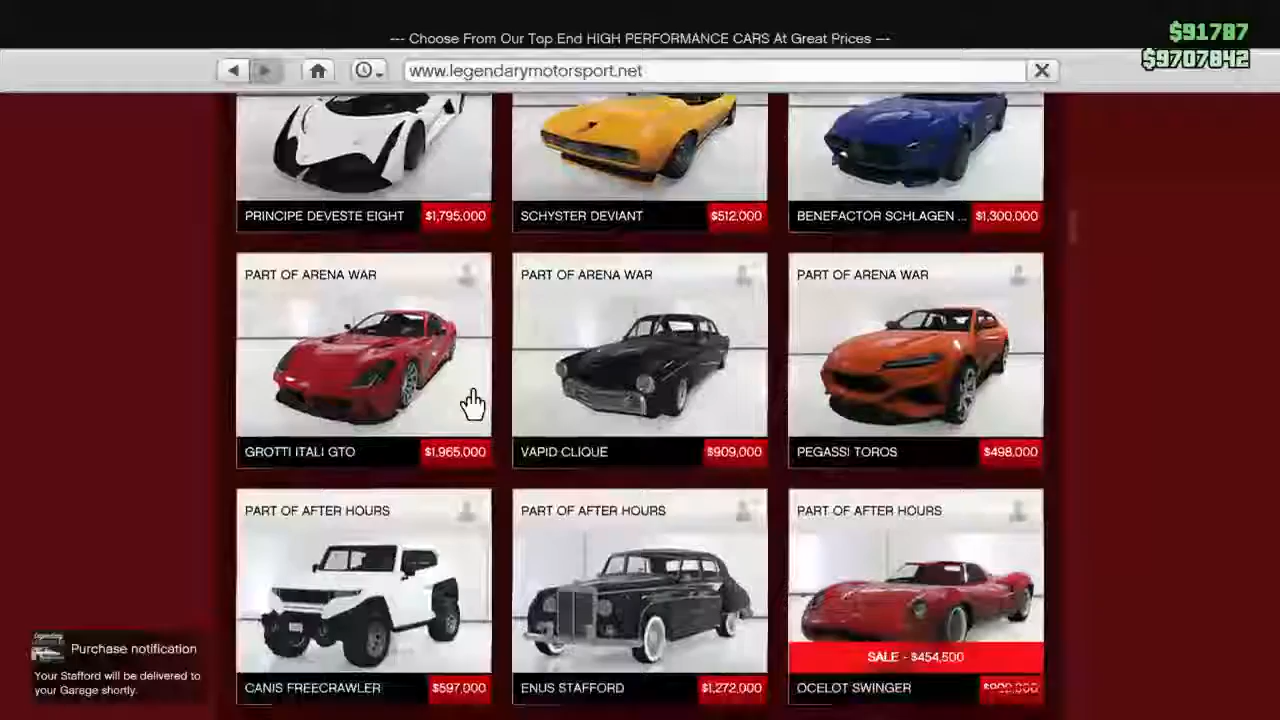 --- Choose From Our Top End HIGH PERFORMANCE CARS At Great Prices ---
$91787
$9707842
www.legendarymotorsport.net
PRINCIPE DEVESTE EIGHT $1,795,000
SCHYSTER DEVIANT $512,000
BENEFACTOR SCHLAGEN ... $1,300,000
PART OF ARENA WAR
PART OF ARENA WAR
PART OF ARENA WAR
GROTTI ITALI GTO $1,965,000
VAPID CLIQUE $909,000
PEGASSI TOROS $498,000
PART OF AFTER HOURS
PART OF AFTER HOURS
PART OF AFTER HOURS
SALE - $454,500
CANIS FREECRAWLER $597,000
ENUS STAFFORD $1,272,000
OCELOT SWINGER
Purchase notification
Your Stafford will be delivered to
your Garage shortly.